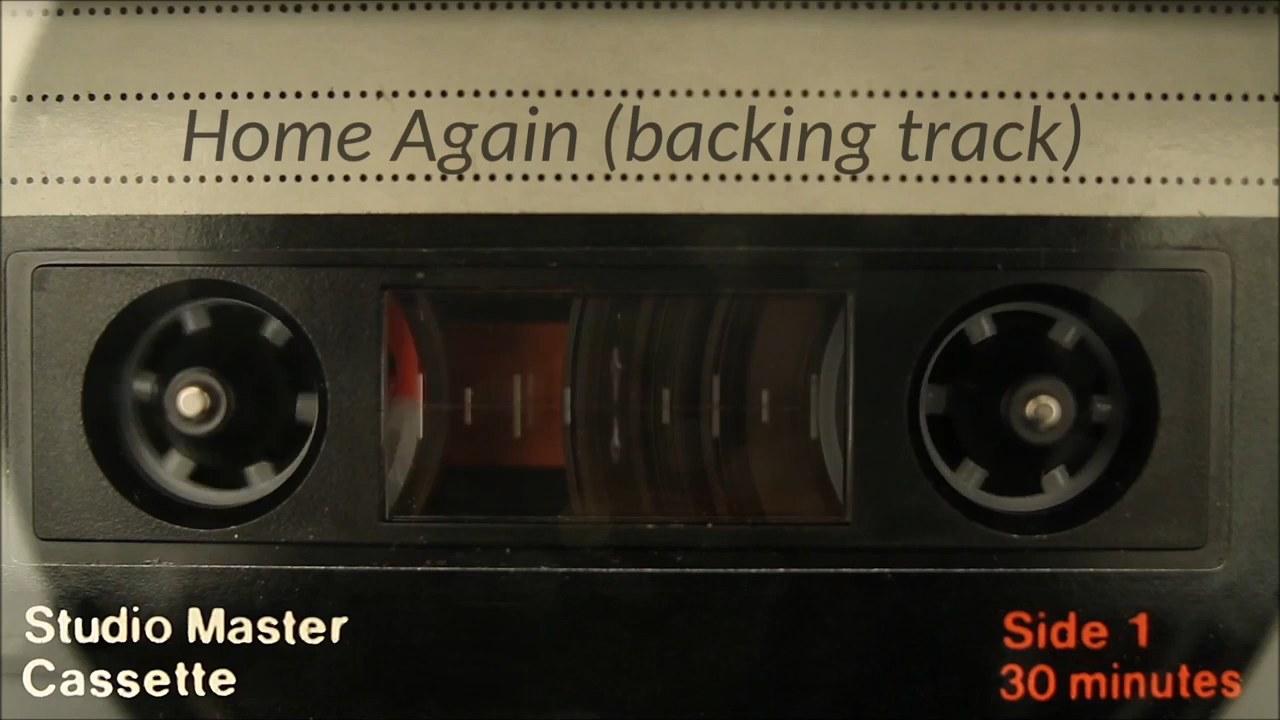 Home Again (backing track)
Studio Master
Cassette
Side 1
30 minutes